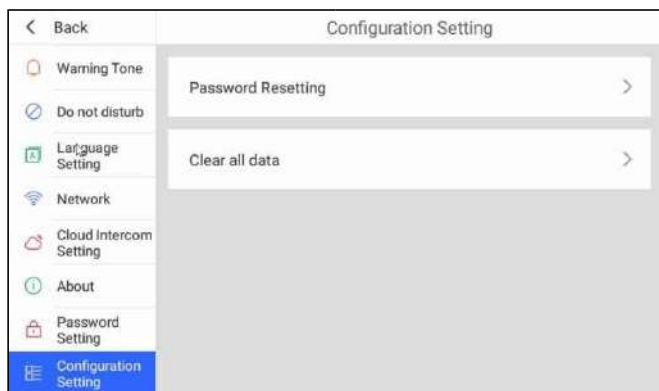 Back
Configuration Setting
Warning Tone
Do not disturb
Language
Setting
Network
Cloud Intercom
Setting
About
Password
Setting
Configuration
Setting
Password Resetting
Clear all data